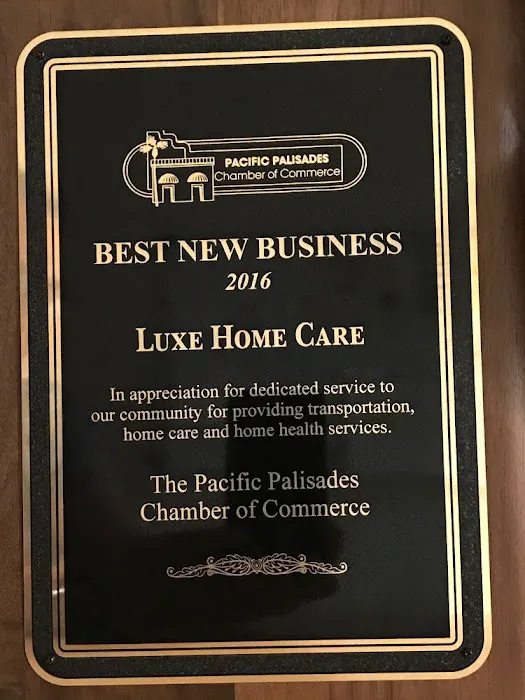 PACIFIC PALISADES
Chamber of Commerce
BEST NEW BUSINESS
2016
LUXE HOME CARE
In appreciation for dedicated service to
our community for providing transportation,
home care and home health services.
The Pacific Palisades
Chamber of Commerce